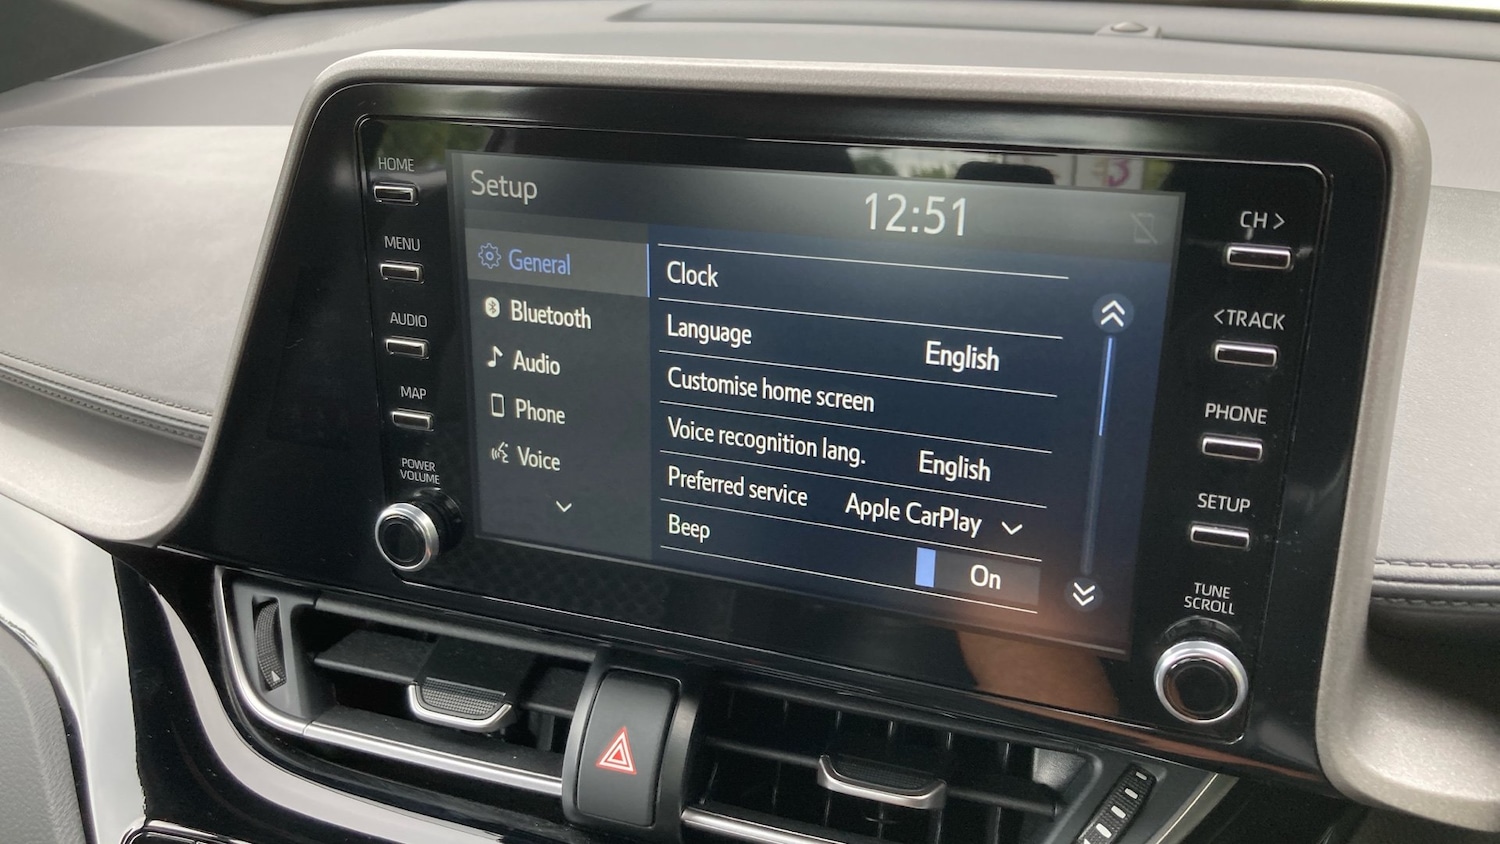 HOME
MENU
AUDIO
MAP
POWER
VOLUME
Setup
12:51
General
Bluetooth
Audio
Phone
Voice
Clock
Language English
Customise home screen
Voice recognition lang. English
Preferred service Apple CarPlay
Beep On
CH >
< TRACK
PHONE
SETUP
TUNE
SCROLL
3